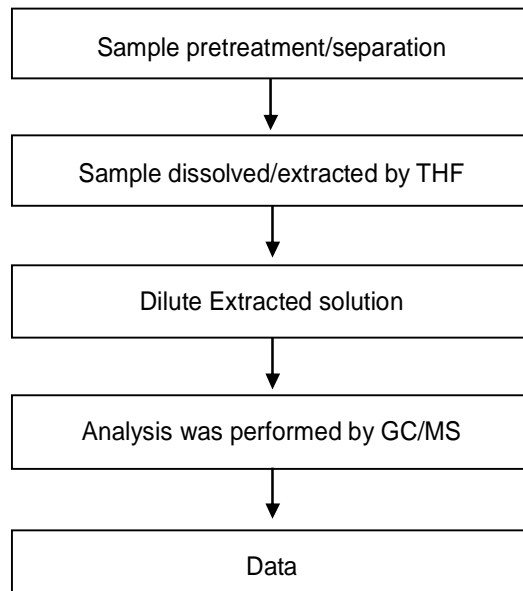 Sample pretreatment/separation
Sample dissolved/extracted by THF
Dilute Extracted solution
Analysis was performed by GC/MS
Data